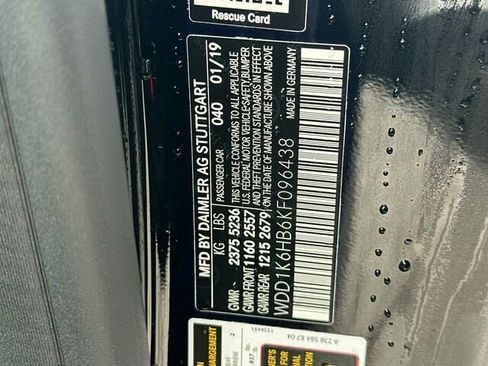 Rescue Card
MFD BY DAIMLER AG STUTTGART
PASSENGER CAR 040 01/19
KG LBS
GVWR 2375 5236
GAWR FRONT 1160 2557
GAWR REAR 1215 2679
THIS VEHICLE CONFORMS TO ALL APPLICABLE
U.S. FEDERAL MOTOR VEHICLE-SAFETY,BUMPER
AND THEFT PREVENTION STANDARDS IN EFFECT
ON THE DATE OF MANUFACTURE SHOWN ABOVE
WDD1K6HB6KF096438
MADE IN GERMANY
A 238 584 82 04